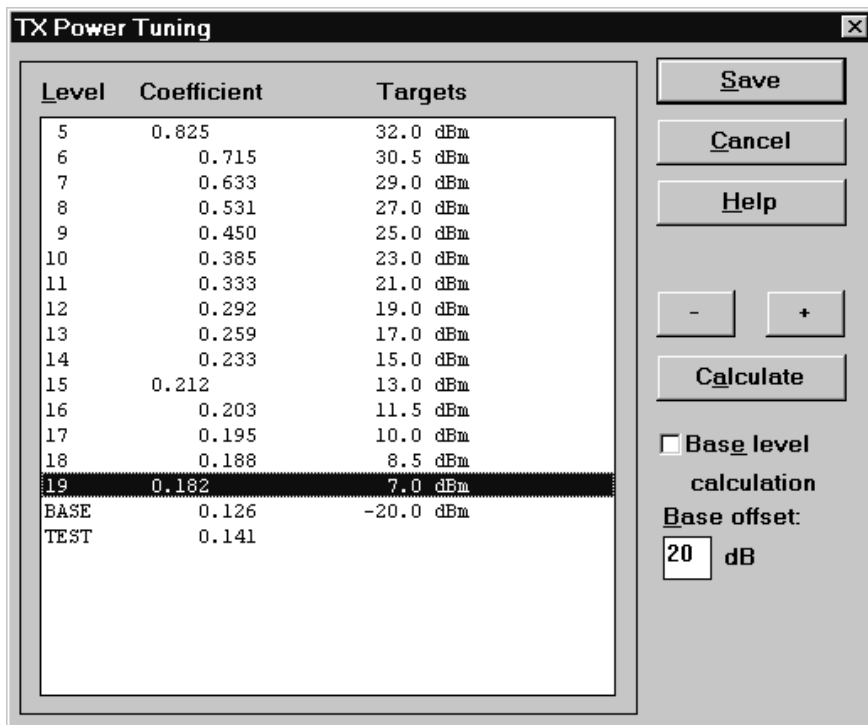 TX Power Tuning
Level Coefficient Targets
5 0.825 32.0 dBm
6 0.715 30.5 dBm
7 0.633 29.0 dBm
8 0.531 27.0 dBm
9 0.450 25.0 dBm
10 0.385 23.0 dBm
11 0.333 21.0 dBm
12 0.292 19.0 dBm
13 0.259 17.0 dBm
14 0.233 15.0 dBm
15 0.212 13.0 dBm
16 0.203 11.5 dBm
17 0.195 10.0 dBm
18 0.188 8.5 dBm
19 0.182 7.0 dBm
BASE 0.126 -20.0 dBm
TEST 0.141
Save
Cancel
Help
- +
Calculate
Base level
calculation
Base offset:
20 dB